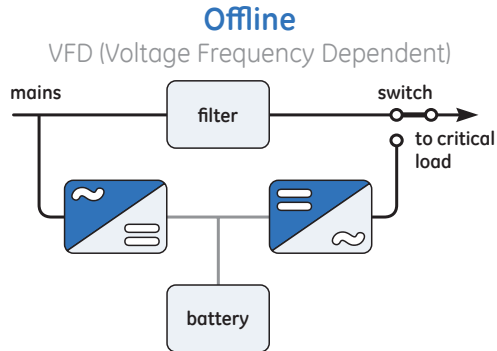 Offline
VFD (Voltage Frequency Dependent)
mains
switch
filter
to critical
load
battery